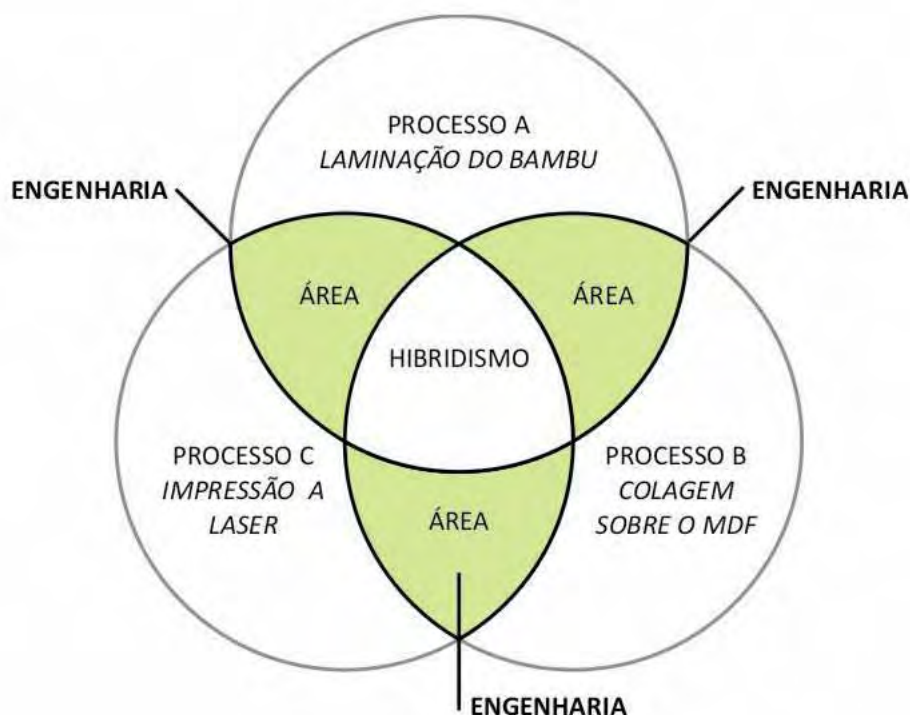 PROCESSO A
LAMINAÇÃO DO BAMBU
ENGENHARIA
ENGENHARIA
ÁREA
ÁREA
HIBRIDISMO
PROCESSO C
IMPRESSÃO A
LASER
PROCESSO B
COLAGEM
SOBRE O MDF
ÁREA
ENGENHARIA